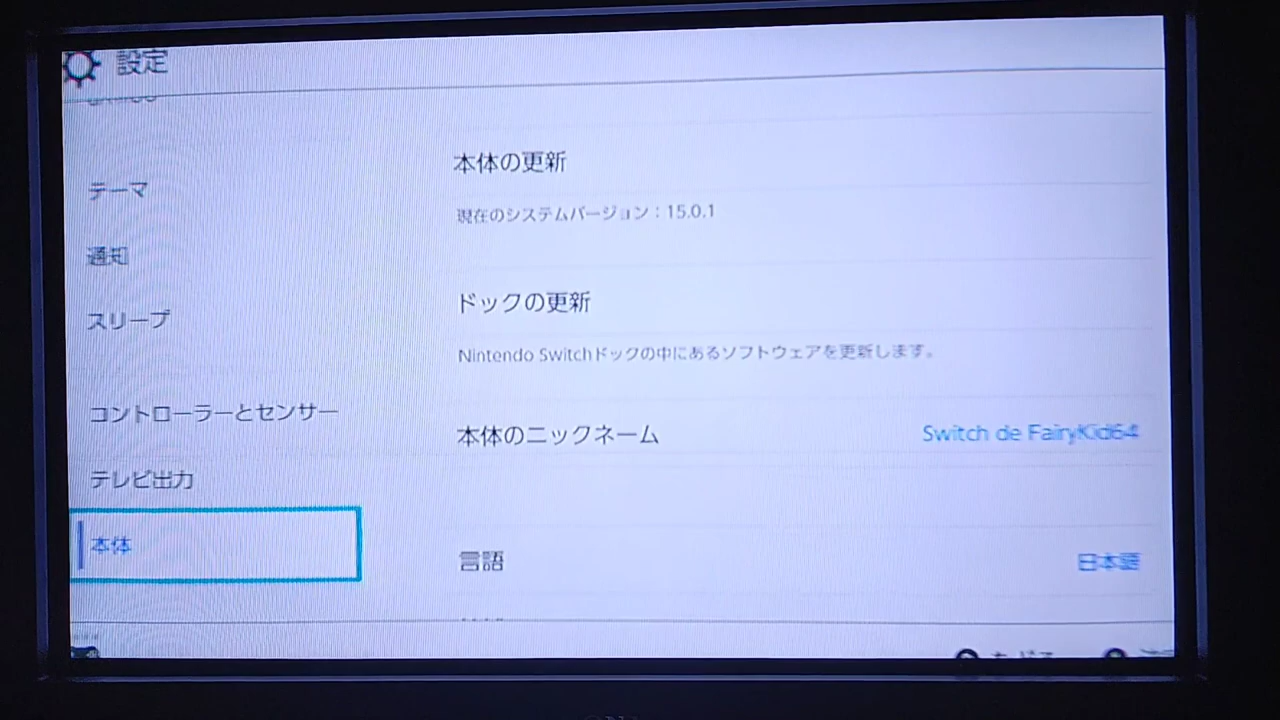 設定
テーマ
通知
スリープ
コントローラーとセンサー
テレビ出力
本体
本体の更新
現在のシステムバージョン：15.0.1
ドックの更新
Nintendo Switchドックの中にあるソフトウェアを更新します。
本体のニックネーム
Switch de FairyKid64
言語
日本語